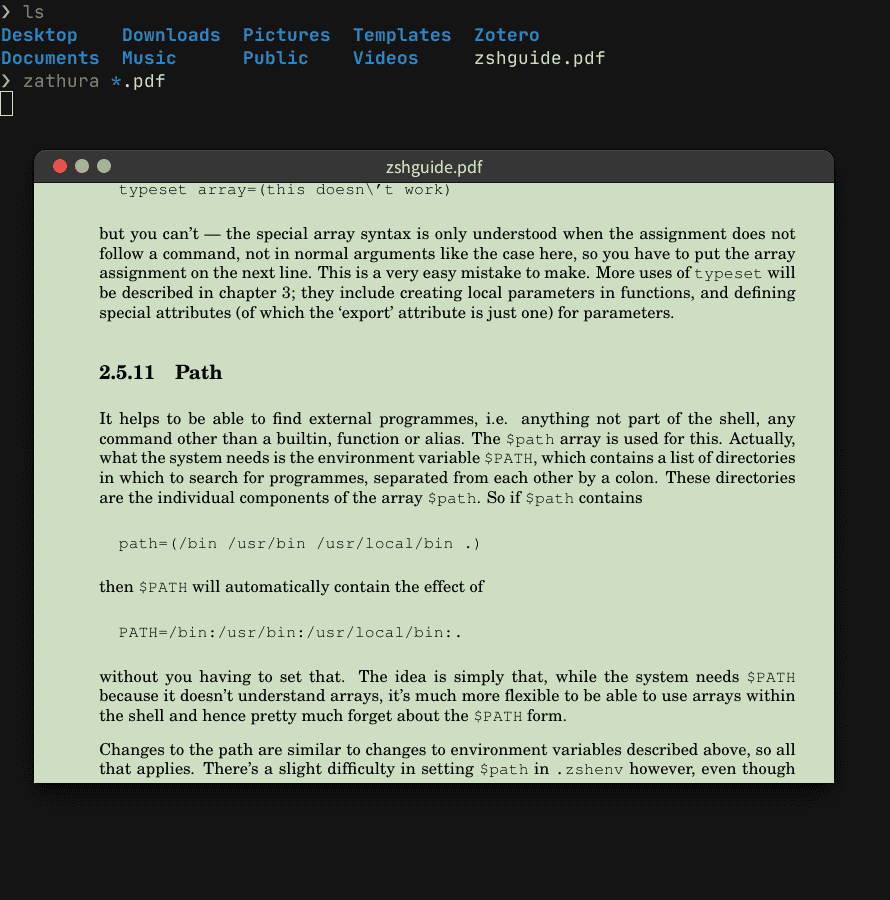 ❯ ls
Desktop Downloads Pictures Templates Zotero
Documents Music Public Videos zshguide.pdf
❯ zathura *.pdf
zshguide.pdf
typeset array=(this doesn\'t work)
but you can’t — the special array syntax is only understood when the assignment does not
follow a command, not in normal arguments like the case here, so you have to put the array
assignment on the next line. This is a very easy mistake to make. More uses of typeset will
be described in chapter 3; they include creating local parameters in functions, and defining
special attributes (of which the ‘export’ attribute is just one) for parameters.
2.5.11 Path
It helps to be able to find external programmes, i.e. anything not part of the shell, any
command other than a builtin, function or alias. The $path array is used for this. Actually,
what the system needs is the environment variable $PATH, which contains a list of directories
in which to search for programmes, separated from each other by a colon. These directories
are the individual components of the array $path. So if $path contains
path=(/bin /usr/bin /usr/local/bin .)
then $PATH will automatically contain the effect of
PATH=/bin:/usr/bin:/usr/local/bin:.
without you having to set that. The idea is simply that, while the system needs $PATH
because it doesn’t understand arrays, it’s much more flexible to be able to use arrays within
the shell and hence pretty much forget about the $PATH form.
Changes to the path are similar to changes to environment variables described above, so all
that applies. There’s a slight difficulty in setting $path in .zshenv however, even though